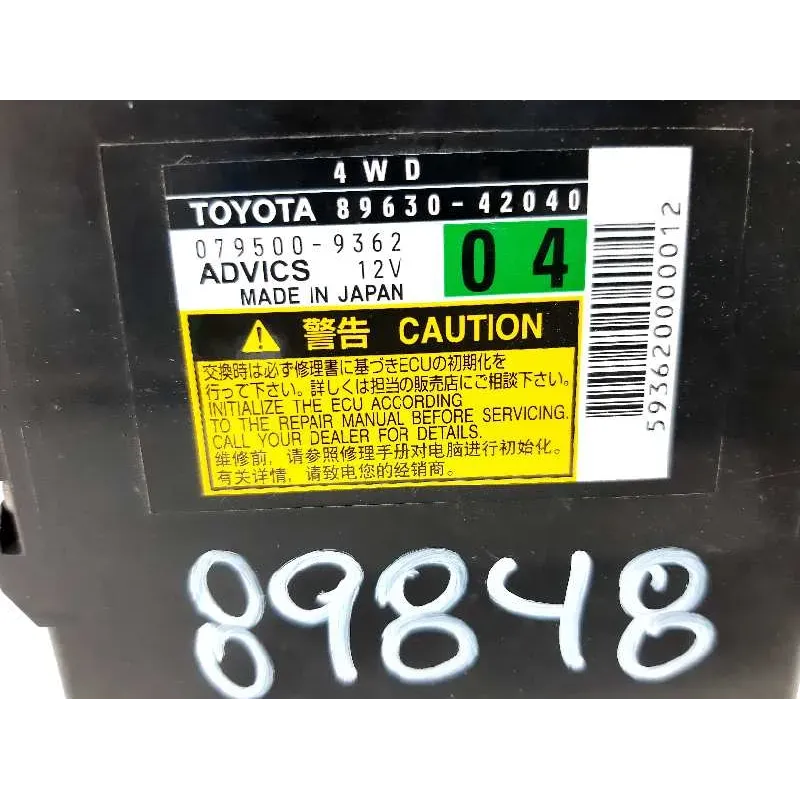 4WD
TOYOTA 89630-42040
079500-9362
04
ADVICS 12V
MADE IN JAPAN
警告 CAUTION
交換時は必ず修理書に基づきECUの初期化を
行って下さい。詳しくは担当の販売店にご相談下さい。
INITIALIZE THE ECU ACCORDING
TO THE REPAIR MANUAL BEFORE SERVICING.
CALL YOUR DEALER FOR DETAILS.
维修前，请参照修理手册对电脑进行初始化。
有关详情，请致电您的经销商。
59362000​0012
89848